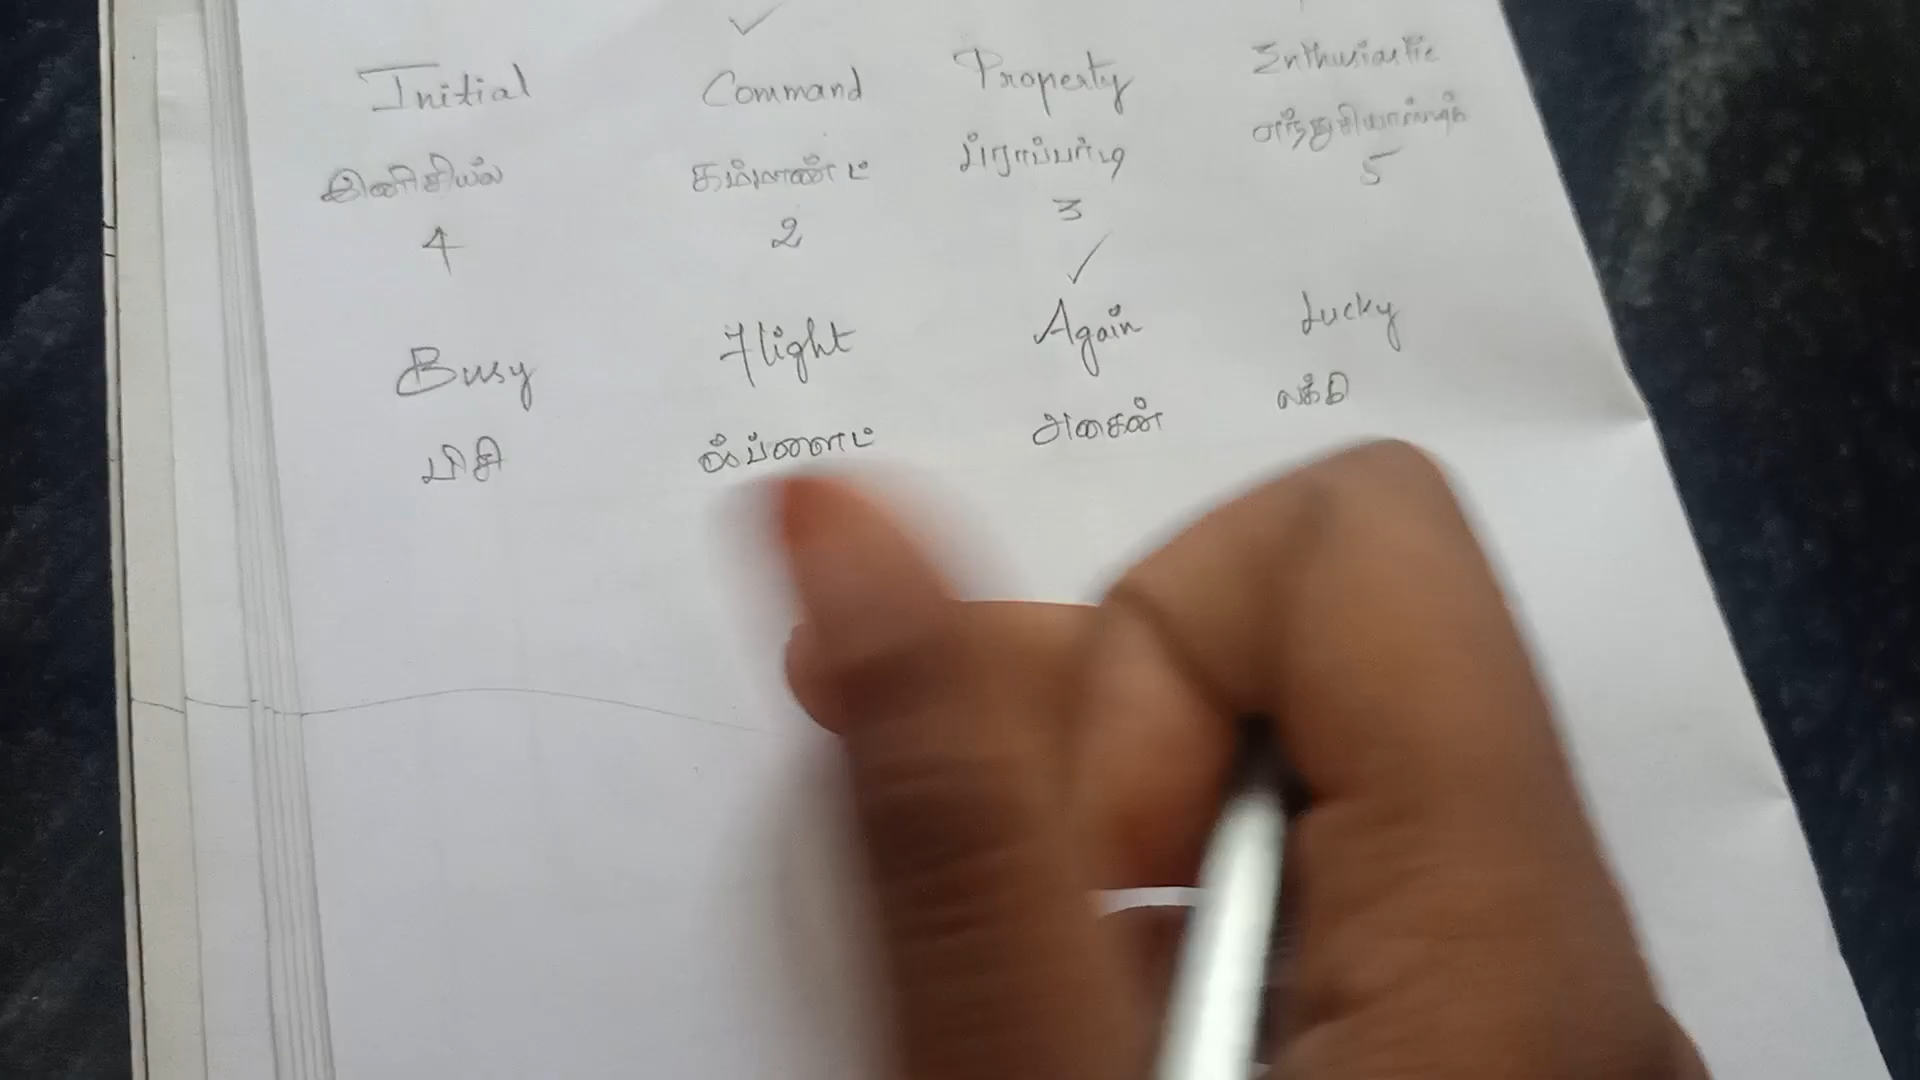 Initial Command Property Enthusiastic
இனிசியல் கம்மாண்ட் ப்ராப்பர்டி எந்துசியாஸ்டிக்
4 2 3 5
Busy Flight Again Lucky
பிசி ஃப்ளைட் அகைன் லக்கி